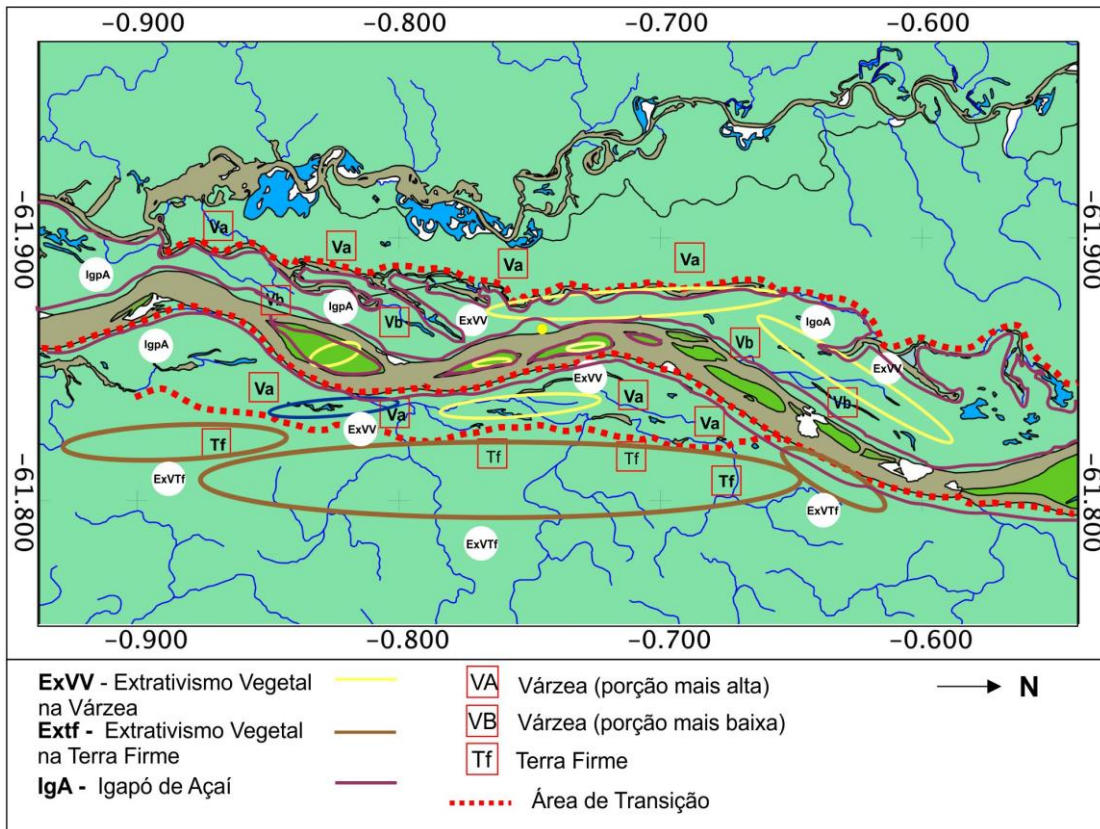 −0.900 −0.800 −0.700 −0.600
−61.900 −61.900
Va
Va
Va
Va
IgpA
Vb
IgpA
Vb
ExVV
IgoA
IgpA
Vb
ExVV
ExVV
Va
Va
Va
Vb
ExVV
Va
Tf
Tf
Tf
Tf
ExVTf
ExVTf
ExVTf
−61.800 −61.800
−0.900 −0.800 −0.700 −0.600
ExVV - Extrativismo Vegetal
na Várzea
Extf - Extrativismo Vegetal
na Terra Firme
IgA - Igapó de Açaí
VA Várzea (porção mais alta)
VB Várzea (porção mais baixa)
Tf Terra Firme
Área de Transição
N